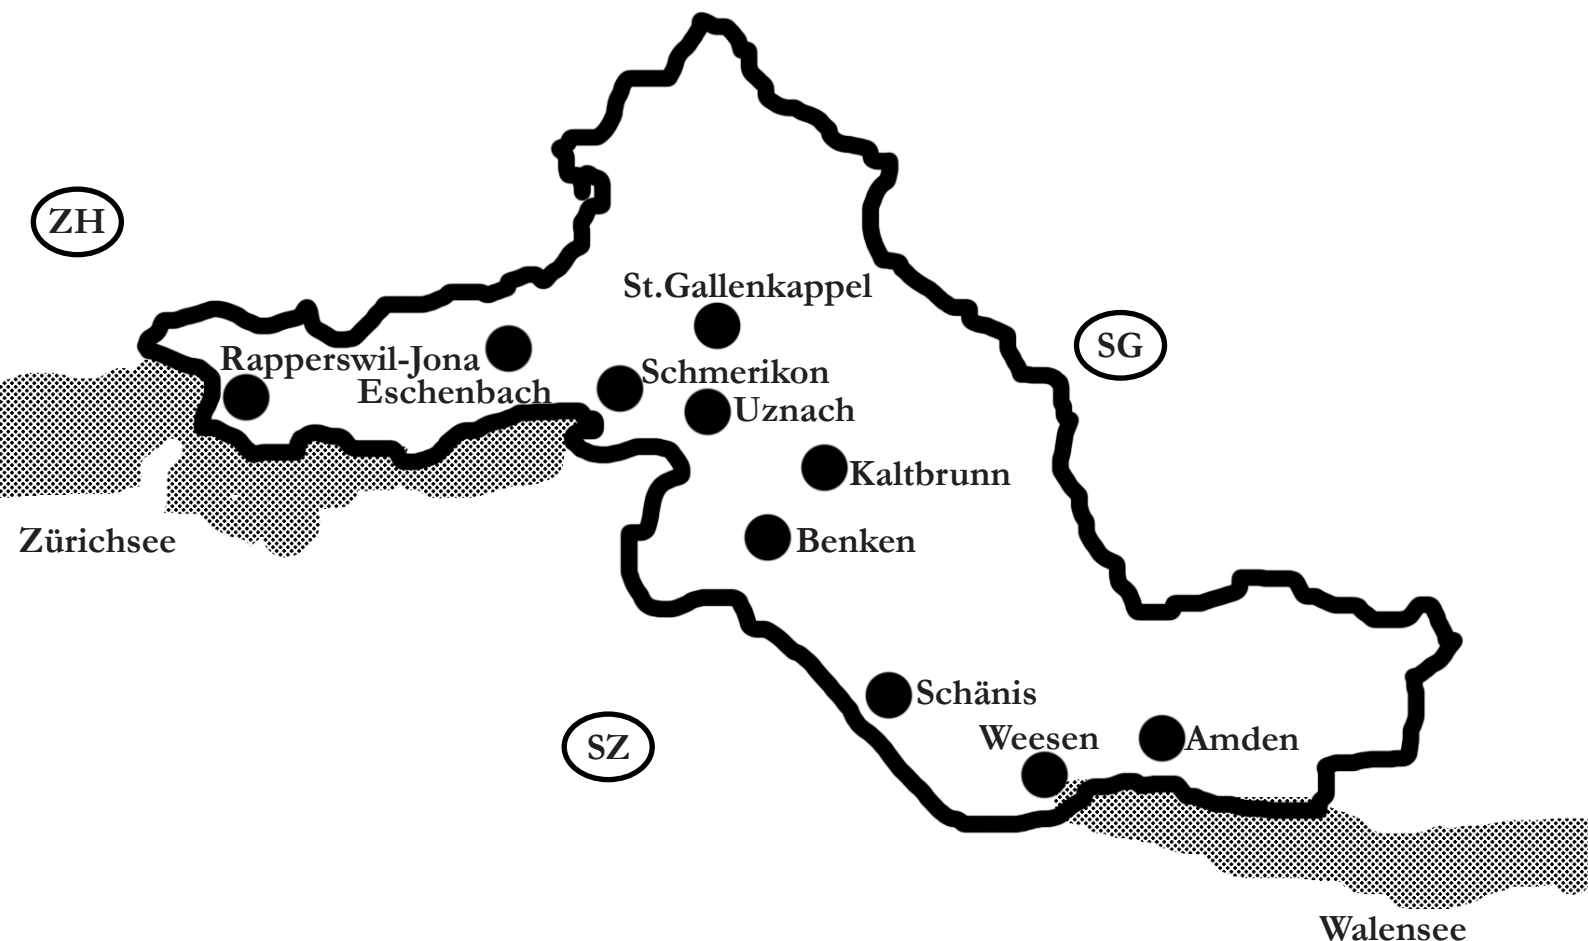 ZH
St.Gallenkappel
SG
Rapperswil-Jona
Schmerikon
Eschenbach
Uznach
Kaltbrunn
Zürichsee
Benken
Schänis
Weesen
Amden
SZ
Walensee